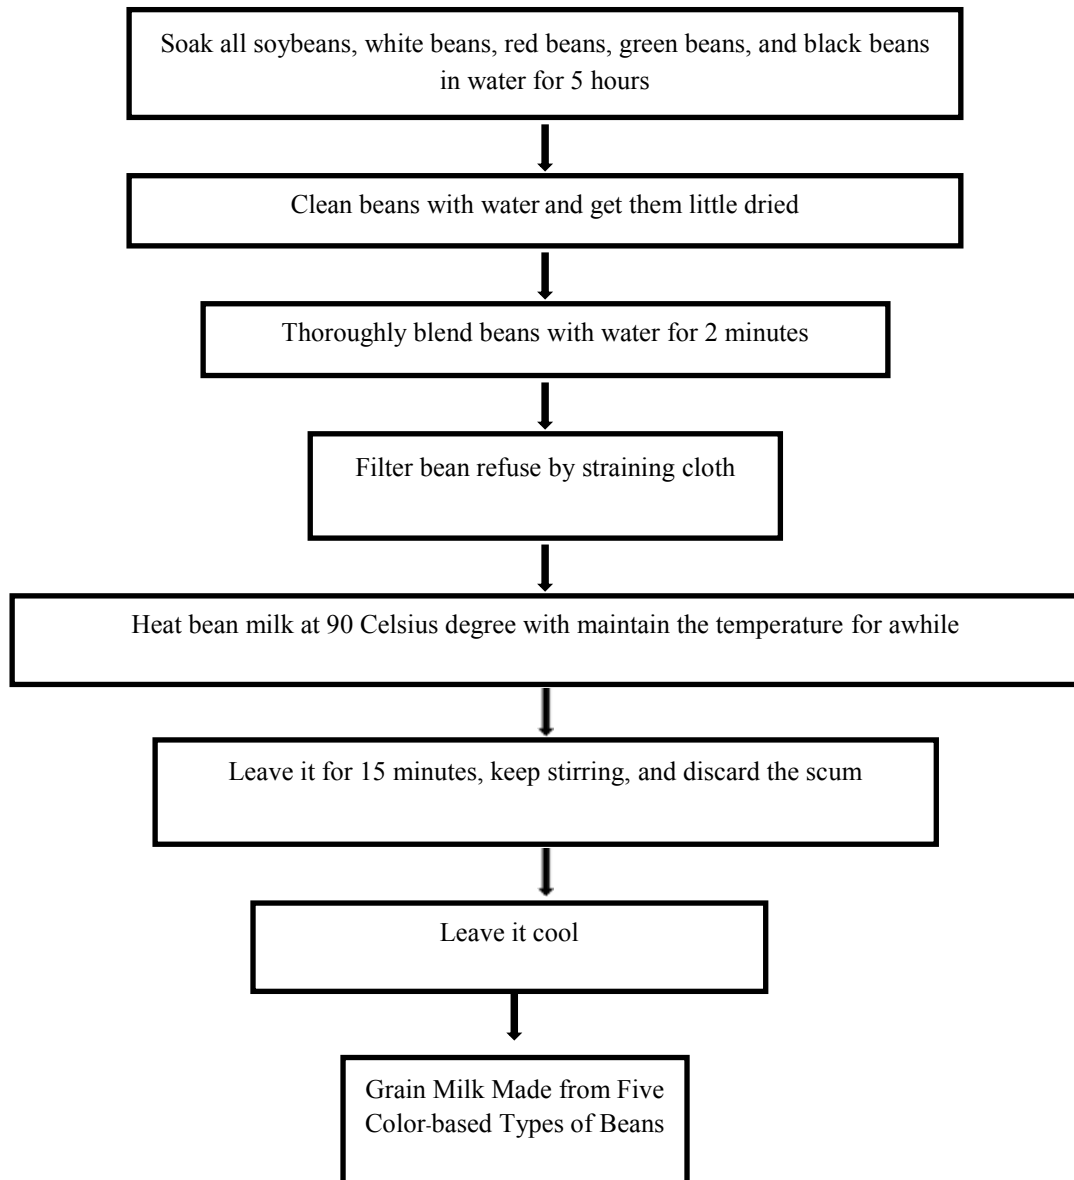 Soak all soybeans, white beans, red beans, green beans, and black beans
in water for 5 hours
Clean beans with water and get them little dried
Thoroughly blend beans with water for 2 minutes
Filter bean refuse by straining cloth
Heat bean milk at 90 Celsius degree with maintain the temperature for awhile
Leave it for 15 minutes, keep stirring, and discard the scum
Leave it cool
Grain Milk Made from Five
Color-based Types of Beans